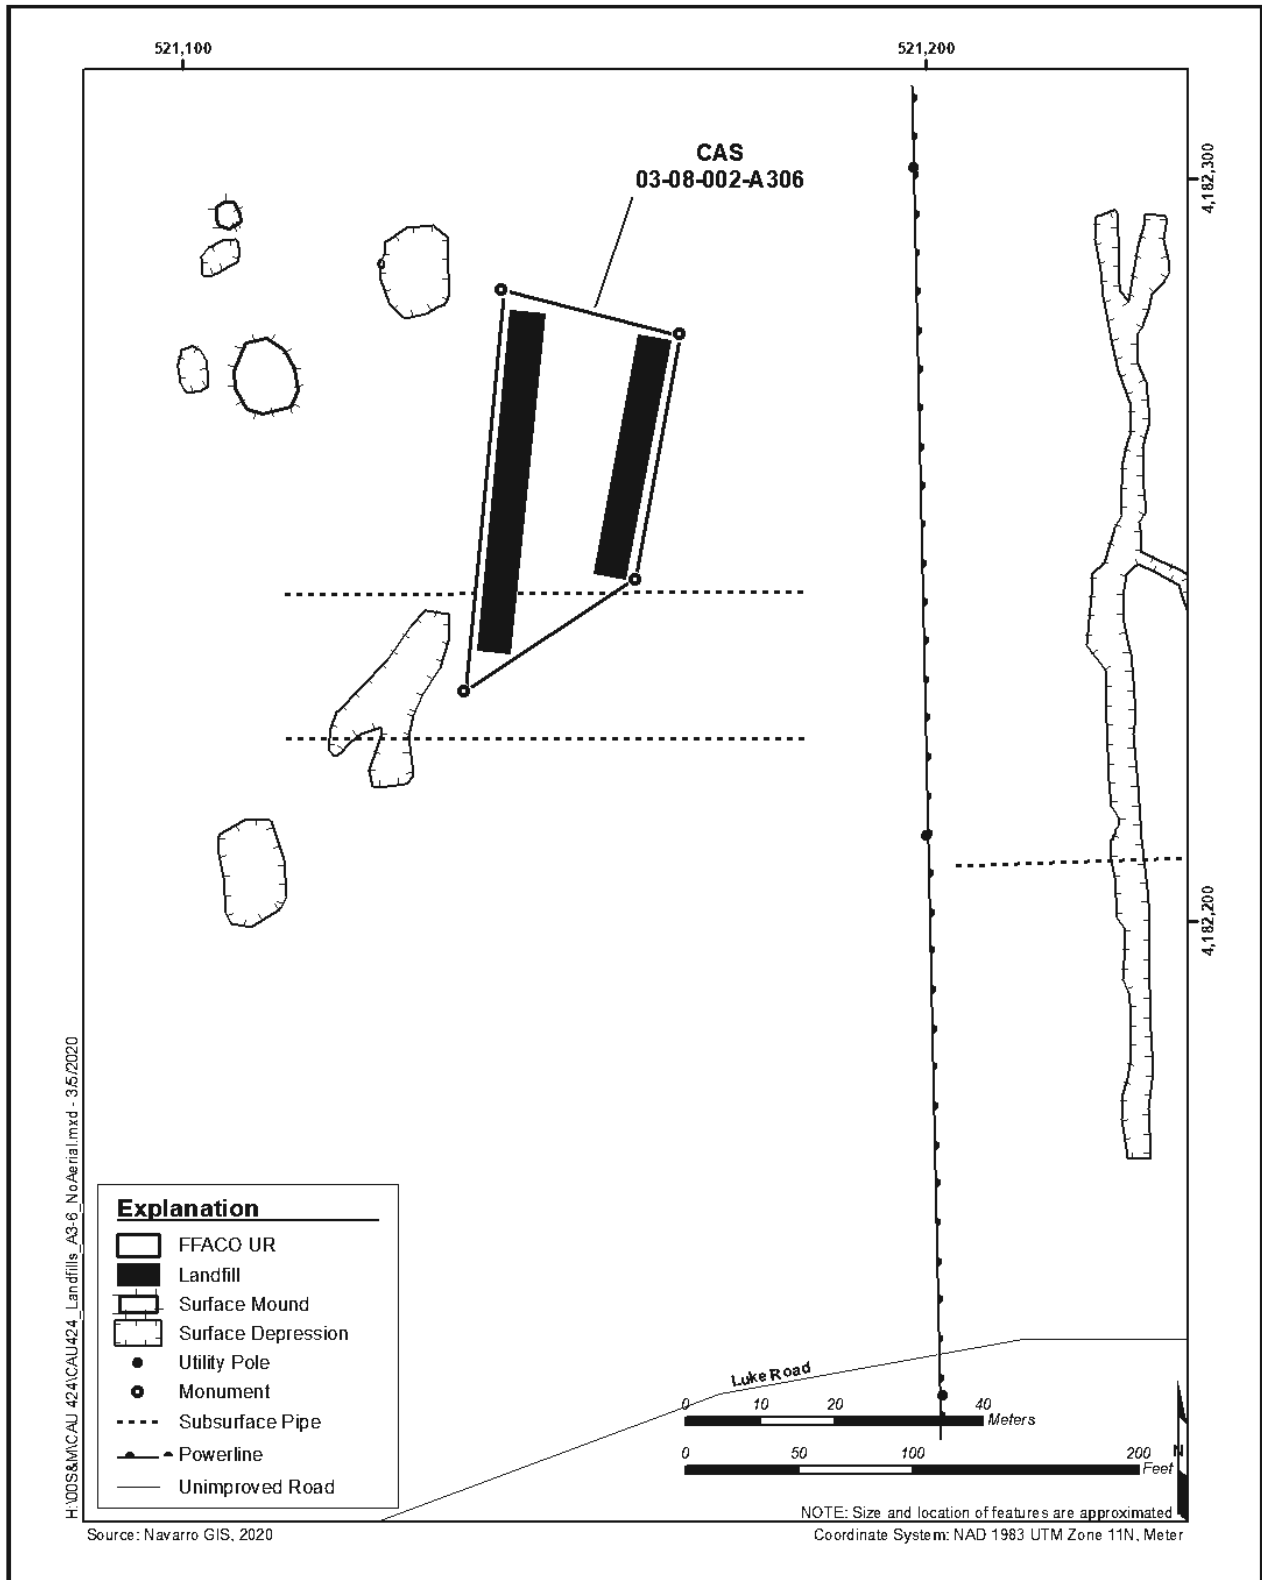 521,100
521,200
CAS
03-08-002-A306
4,182,300
4,182,200
H:\00S&M\CAU 424\CAU424_Landfills_A3-6_NoAerial.mxd - 3/5/2020
Explanation
FFACO UR
Landfill
Surface Mound
Surface Depression
Utility Pole
Monument
Subsurface Pipe
Powerline
Unimproved Road
Luke Road
0 10 20 40
Meters
0 50 100 200
Feet
N
NOTE: Size and location of features are approximated
Source: Navarro GIS, 2020
Coordinate System: NAD 1983 UTM Zone 11N, Meter